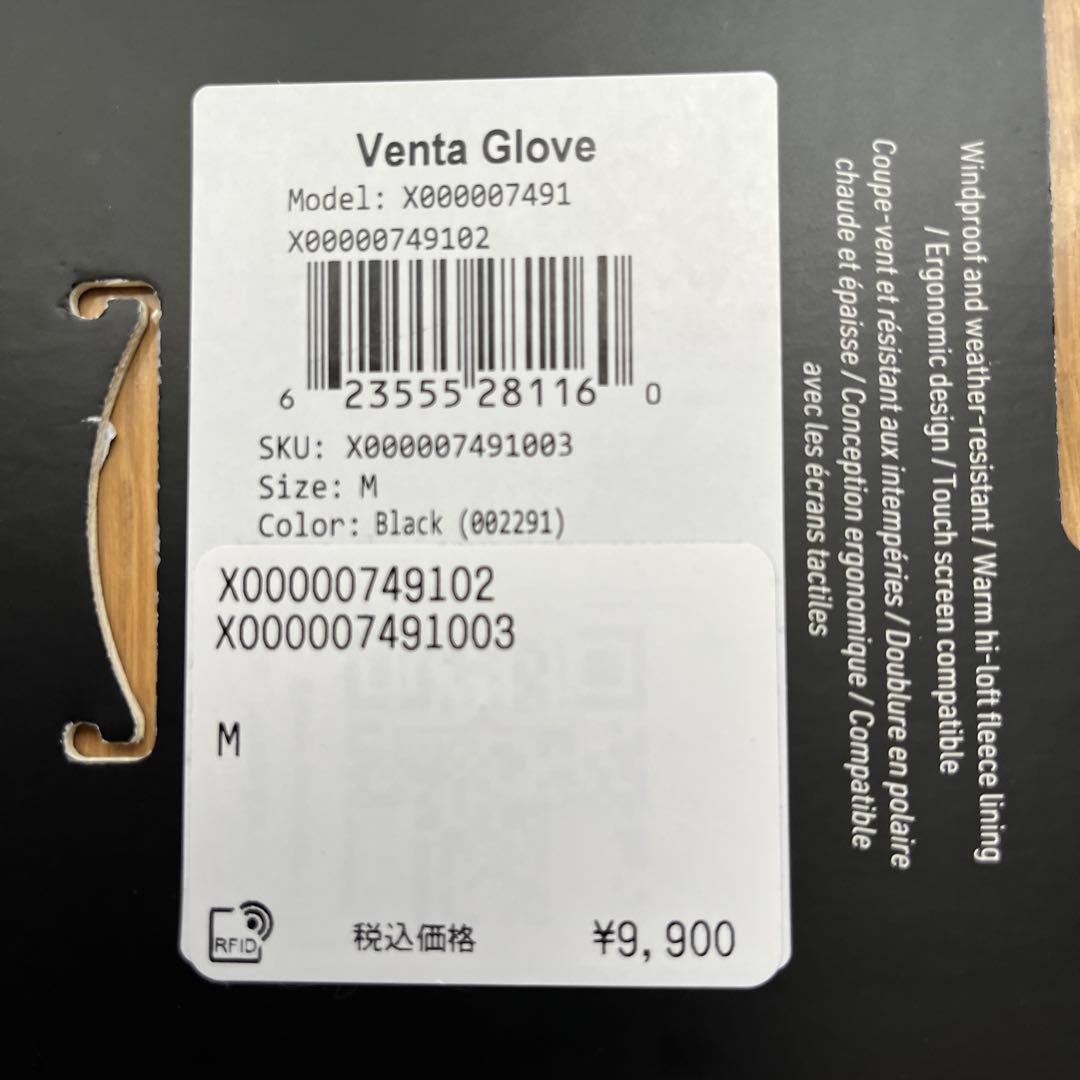 Venta Glove
Model: X000007491
X00000749102
6 23555 28116 0
SKU: X000007491003
Size: M
Color: Black (002291)
X00000749102
X000007491003
M
RFID
税込価格 ¥9,900
Windproof and weather-resistant / Warm hi-loft fleece lining
/ Ergonomic design / Touch screen compatible
Coupe-vent et résistant aux intempéries / Doublure en polaire
chaude et épaisse / Conception ergonomique / Compatible
avec les écrans tactiles